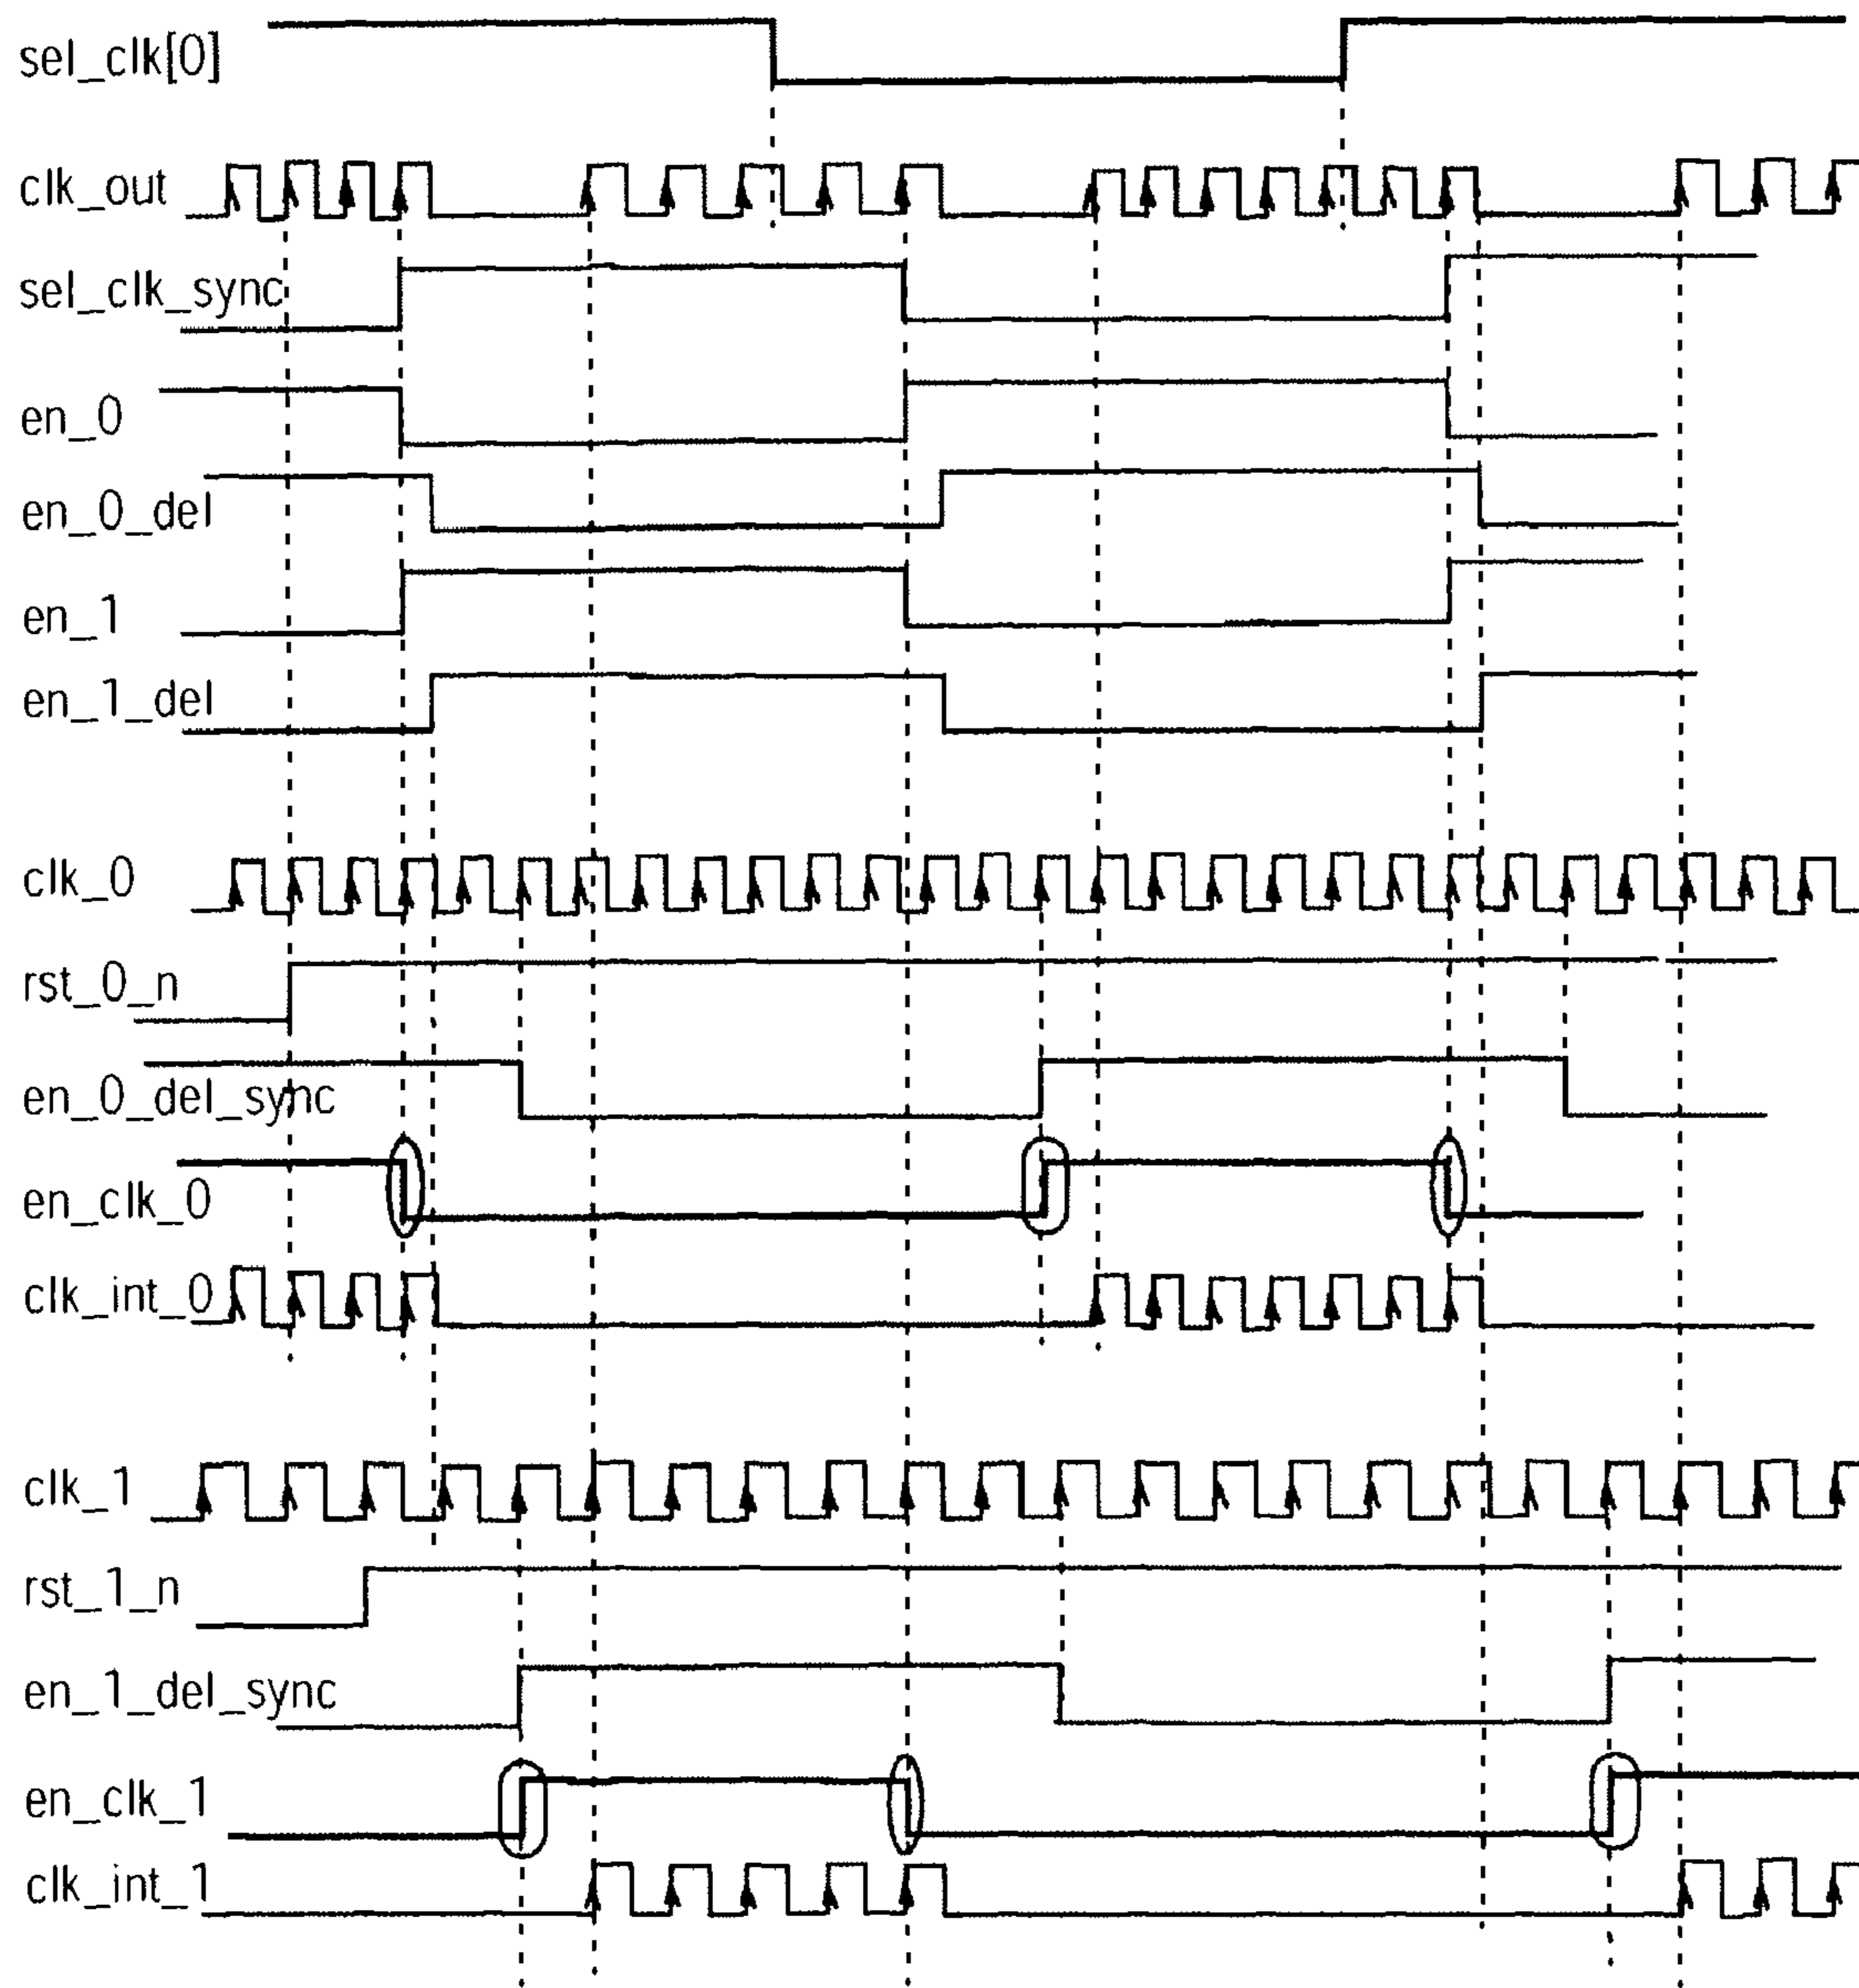 sel_clk[0]
clk_out
sel_clk_sync
en_0
en_0_del
en_1
en_1_del
clk_0
rst_0_n
en_0_del_sync
en_clk_0
clk_int_0
clk_1
rst_1_n
en_1_del_sync
en_clk_1
clk_int_1